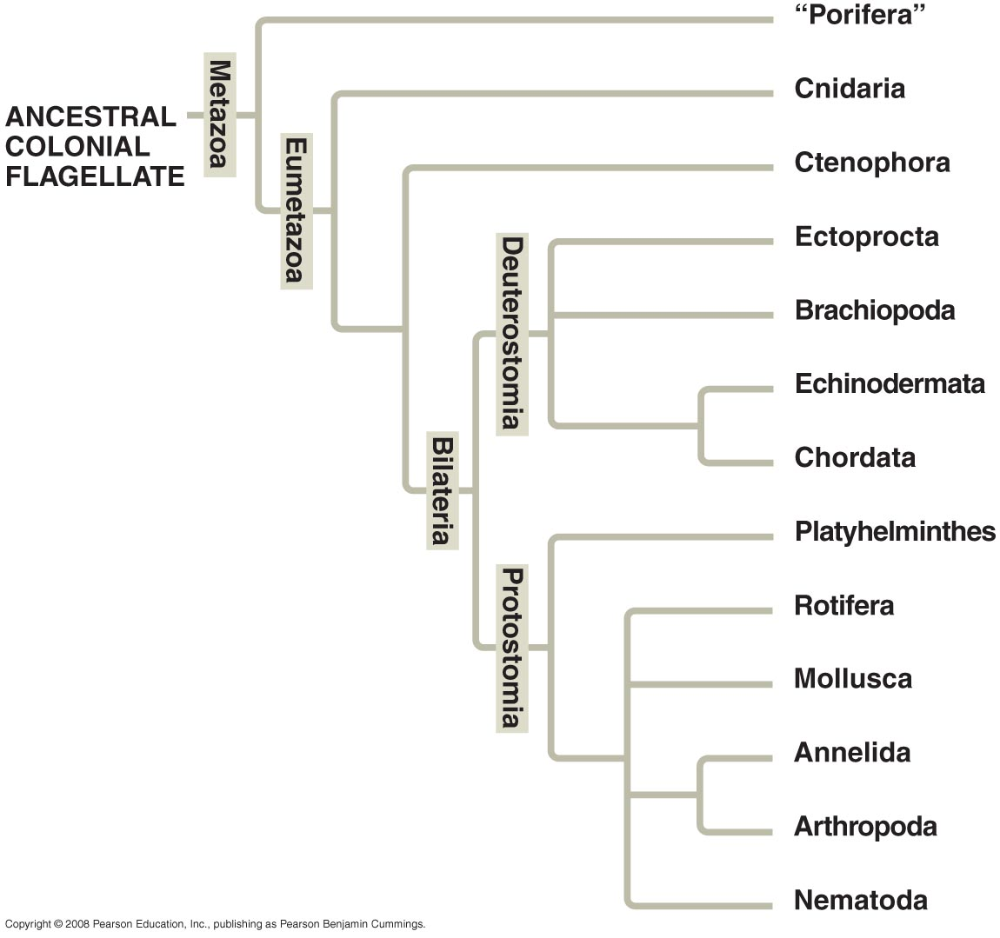 “Porifera”
Cnidaria
Ctenophora
Ectoprocta
Brachiopoda
Echinodermata
Chordata
Platyhelminthes
Rotifera
Mollusca
Annelida
Arthropoda
Nematoda
ANCESTRAL
COLONIAL
FLAGELLATE
Metazoa
Eumetazoa
Bilateria
Deuterostomia
Protostomia
Copyright © 2008 Pearson Education, Inc., publishing as Pearson Benjamin Cummings.